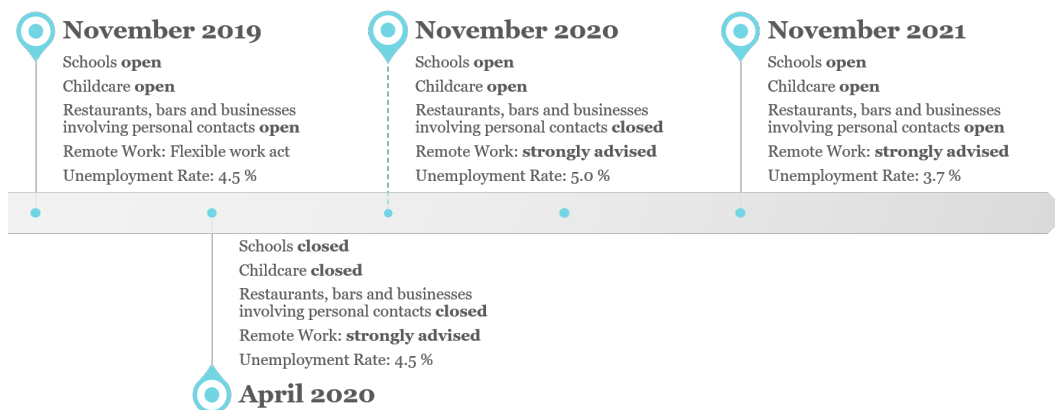 November 2019
Schools open
Childcare open
Restaurants, bars and businesses
involving personal contacts open
Remote Work: Flexible work act
Unemployment Rate: 4.5 %
November 2020
Schools open
Childcare open
Restaurants, bars and businesses
involving personal contacts closed
Remote Work: strongly advised
Unemployment Rate: 5.0 %
November 2021
Schools open
Childcare open
Restaurants, bars and businesses
involving personal contacts open
Remote Work: strongly advised
Unemployment Rate: 3.7 %
Schools closed
Childcare closed
Restaurants, bars and businesses
involving personal contacts closed
Remote Work: strongly advised
Unemployment Rate: 4.5 %
April 2020